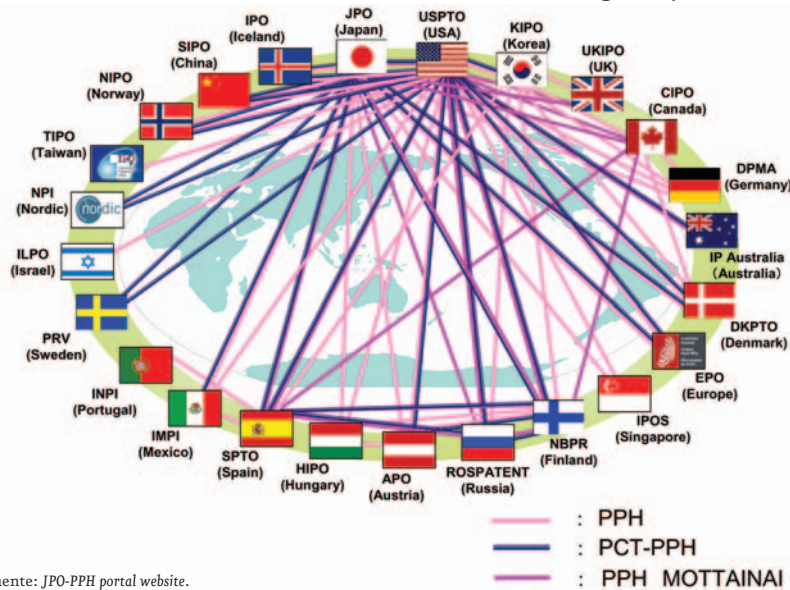 JPO
(Japan)
USPTO
(USA)
KIPO
(Korea)
UKIPO
(UK)
CIPO
(Canada)
DPMA
(Germany)
IP Australia
(Australia)
DKPTO
(Denmark)
EPO
(Europe)
IPOS
(Singapore)
NBPR
(Finland)
ROSPATENT
(Russia)
APO
(Austria)
HIPO
(Hungary)
SPTO
(Spain)
IMPI
(Mexico)
INPI
(Portugal)
PRV
(Sweden)
ILPO
(Israel)
NPI
(Nordic)
nordic
TIPO
(Taiwan)
NIPO
(Norway)
SIPO
(China)
IPO
(Iceland)
: PPH
: PCT-PPH
: PPH MOTTAINAI
uente: JPO-PPH portal website.